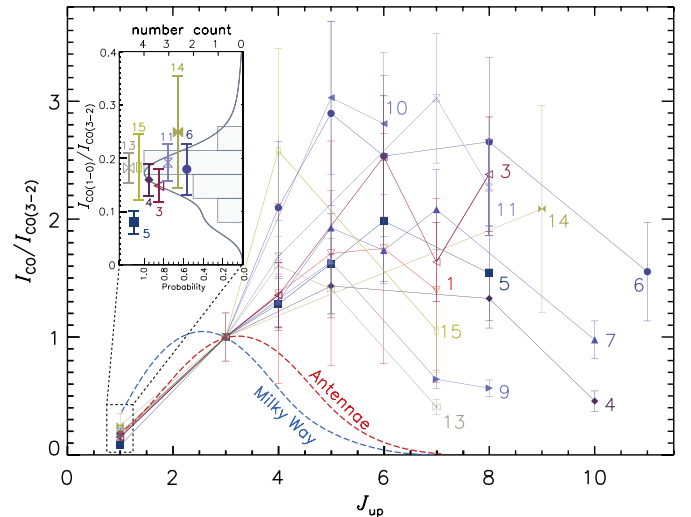 number count
4 3 2 1 0
0.4
0.3
0.2
0.1
0
I_CO(1-0)/I_CO(3-2)
14
15
13
11
6
4
3
5
1.0 0.8 0.6 0.4 0.2 0.0
Probability
3
2
1
0
I_CO/I_CO(3-2)
10
3
11
14
5
6
1
15
7
9
4
13
Antennae
Milky Way
0 2 4 6 8 10
J_up